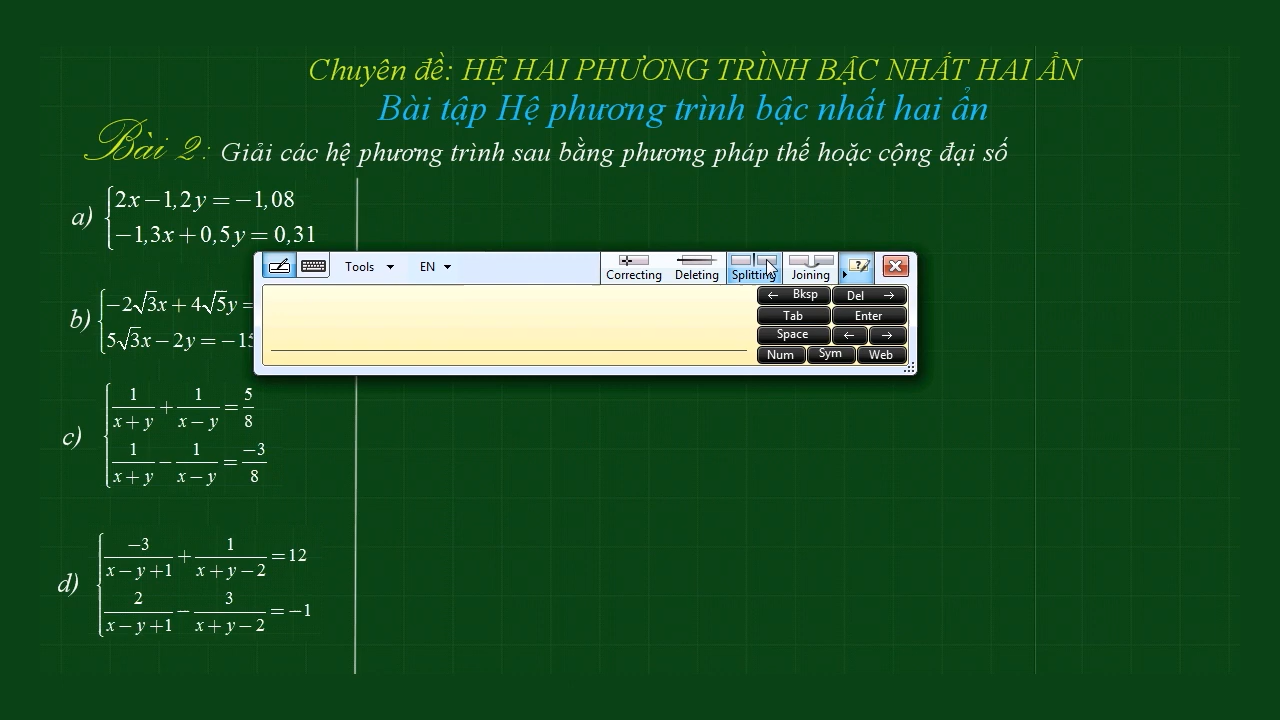 Chuyên đề: HỆ HAI PHƯƠNG TRÌNH BẬC NHẤT HAI ẨN
Bài tập Hệ phương trình bậc nhất hai ẩn
Bài 2: Giải các hệ phương trình sau bằng phương pháp thế hoặc cộng đại số
a) { 2x − 1,2y = −1,08
−1,3x + 0,5y = 0,31
Tools EN Correcting Deleting Splitting Joining
← Bksp Del →
Tab Enter
Space ← →
Num Sym Web
b) { −2√3x + 4√5y =
5√3x − 2y = −15
c) { 1/(x+y) + 1/(x−y) = 5/8
1/(x+y) − 1/(x−y) = −3/8
d) { −3/(x−y+1) + 1/(x+y−2) = 12
2/(x−y+1) − 3/(x+y−2) = −1